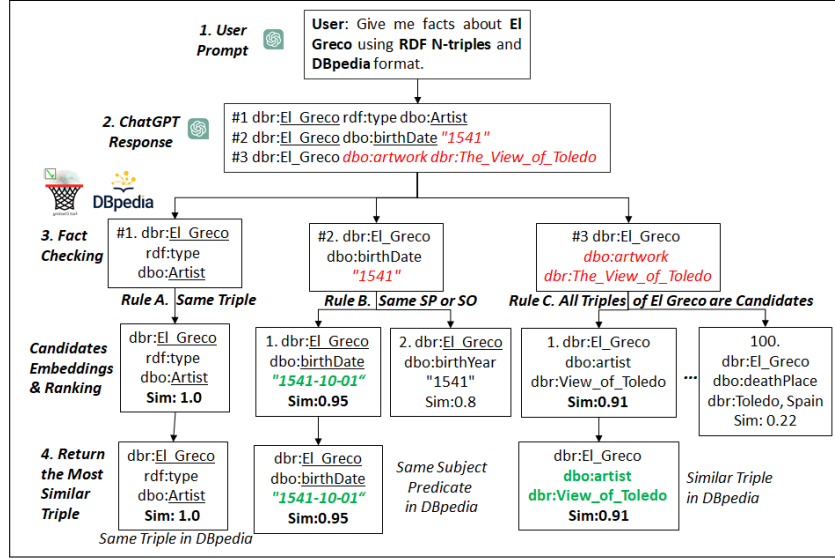 1. User
Prompt
User: Give me facts about El
Greco using RDF N-triples and
DBpedia format.
2. ChatGPT
Response
#1 dbr:El_Greco rdf:type dbo:Artist
#2 dbr:El_Greco dbo:birthDate "1541"
#3 dbr:El_Greco dbo:artwork dbr:The_View_of_Toledo
DBpedia
3. Fact
Checking
#1. dbr:El_Greco
rdf:type
dbo:Artist
#2. dbr:El_Greco
dbo:birthDate
"1541"
#3 dbr:El_Greco
dbo:artwork
dbr:The_View_of_Toledo
Rule A. Same Triple
Rule B. Same SP or SO
Rule C. All Triples of El Greco are Candidates
Candidates
Embeddings
& Ranking
dbr:El_Greco
rdf:type
dbo:Artist
Sim: 1.0
1. dbr:El_Greco
dbo:birthDate
"1541-10-01"
Sim:0.95
2. dbr:El_Greco
dbo:birthYear
"1541"
Sim:0.8
1. dbr:El_Greco
dbo:artist
dbr:View_of_Toledo
Sim:0.91
...
100.
dbr:El_Greco
dbo:deathPlace
dbr:Toledo, Spain
Sim: 0.22
4. Return
the Most
Similar
Triple
dbr:El_Greco
rdf:type
dbo:Artist
Sim: 1.0
Same Triple in DBpedia
dbr:El_Greco
dbo:birthDate
"1541-10-01"
Sim:0.95
Same Subject
Predicate
in DBpedia
dbr:El_Greco
dbo:artist
dbr:View_of_Toledo
Sim:0.91
Similar Triple
in DBpedia